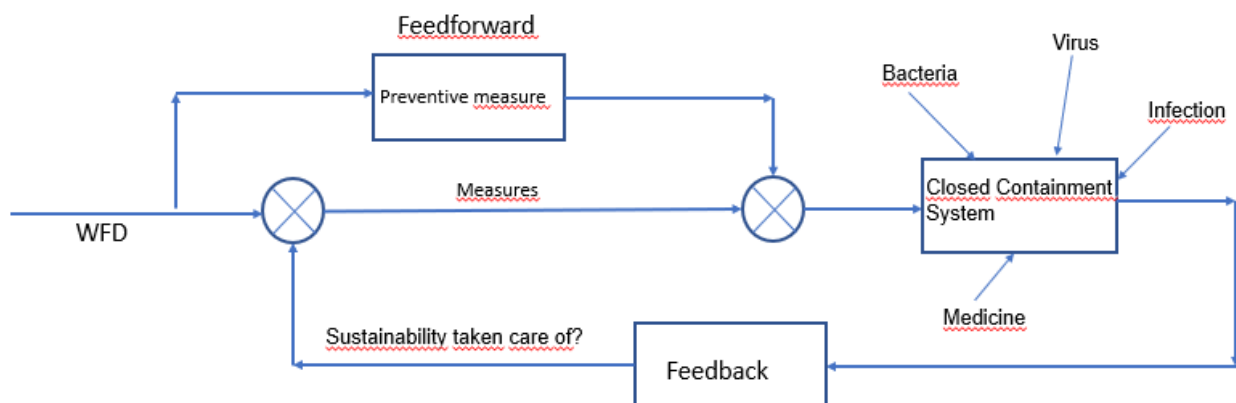 Feedforward
Virus
Bacteria
Preventive measure
Infection
Measures
Closed Containment
System
WFD
Medicine
Sustainability taken care of?
Feedback